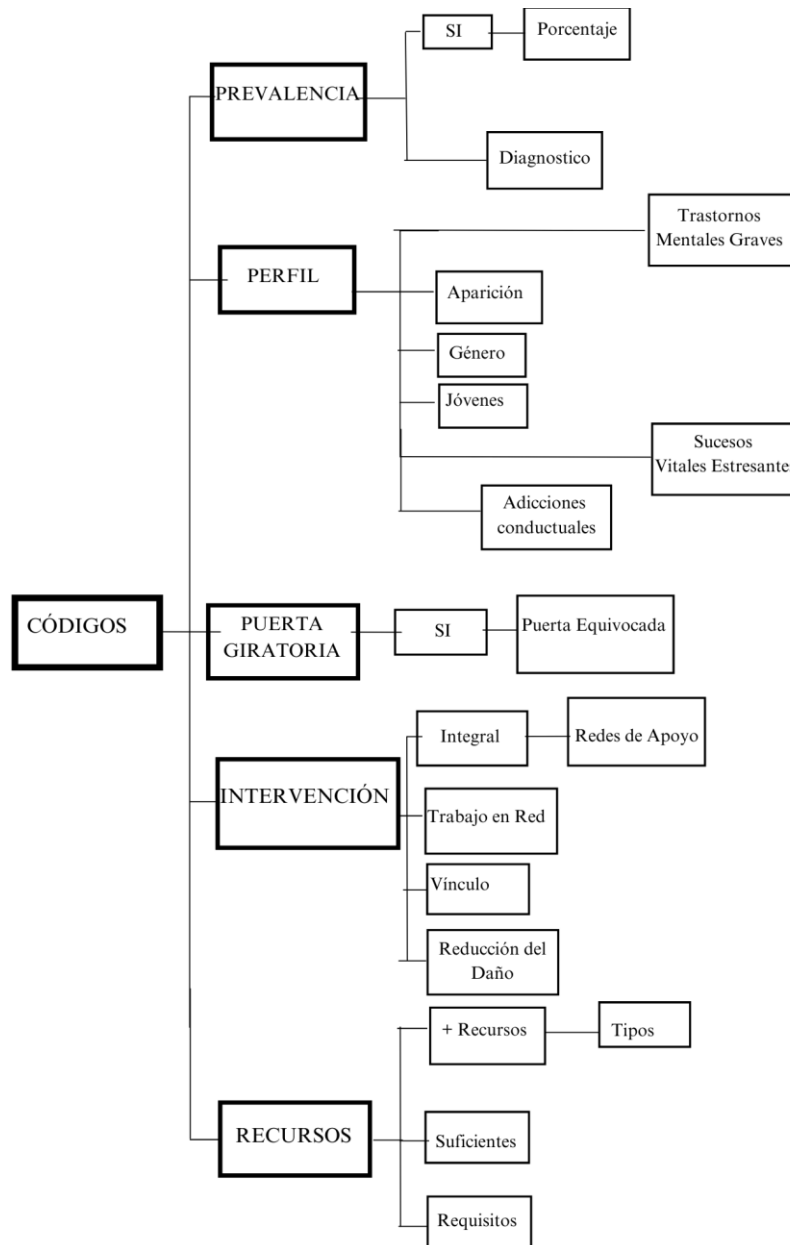 SI
Porcentaje
PREVALENCIA
Diagnostico
Trastornos
Mentales Graves
PERFIL
Aparición
Género
Jóvenes
Sucesos
Vitales Estresantes
Adicciones
conductuales
CÓDIGOS
PUERTA
GIRATORIA
SI
Puerta Equivocada
Integral
Redes de Apoyo
INTERVENCIÓN
Trabajo en Red
Vínculo
Reducción del
Daño
+ Recursos
Tipos
RECURSOS
Suficientes
Requisitos